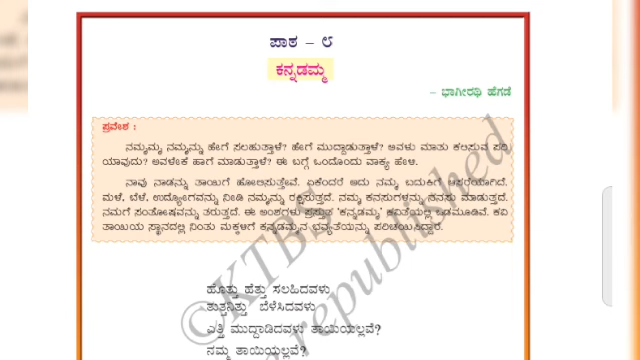 ಪಾಠ – ೮
ಕನ್ನಡಮ್ಮ
– ಭಾಗೀರಥಿ ಹೆಗಡೆ
ಪ್ರವೇಶ :
ನಮ್ಮಮ್ಮ ನಮ್ಮನ್ನು ಹೇಗೆ ಸಲಹುತ್ತಾಳೆ? ಹೇಗೆ ಮುದ್ದಾಡುತ್ತಾಳೆ? ಅವಳು ಮಾತು ಕಲಿಸುವ ಪರಿ
ಯಾವುದು? ಅವಳೇಕೆ ಹಾಗೆ ಮಾಡುತ್ತಾಳೆ? ಈ ಬಗ್ಗೆ ಒಂದೊಂದು ವಾಕ್ಯ ಹೇಳಿ.
ನಾವು ನಾಡನ್ನು ತಾಯಿಗೆ ಹೋಲಿಸುತ್ತೇವೆ. ಏಕೆಂದರೆ ಅದು ನಮ್ಮ ಬದುಕಿಗೆ ಆಸರೆಯಾಗಿದೆ.
ಮಳೆ, ಬೆಳೆ, ಉದ್ಯೋಗವನ್ನು ನೀಡಿ ನಮ್ಮನ್ನು ರಕ್ಷಿಸುತ್ತದೆ. ನಮ್ಮ ಕನಸುಗಳನ್ನು ನನಸು ಮಾಡುತ್ತದೆ.
ನಮಗೆ ಸಂತೋಷವನ್ನು ತರುತ್ತದೆ. ಈ ಅಂಶಗಳು ಪ್ರಸ್ತುತ 'ಕನ್ನಡಮ್ಮ' ಕವಿತೆಯಲ್ಲಿ ಒಡಮೂಡಿವೆ. ಕವಿ
ತಾಯಿಯ ಸ್ಥಾನದಲ್ಲಿ ನಿಂತು ಮಕ್ಕಳಿಗೆ ಕನ್ನಡಮ್ಮನ ಭವ್ಯತೆಯನ್ನು ಪರಿಚಯಿಸಿದ್ದಾರೆ.
ಹೊತ್ತು ಹೆತ್ತು ಸಲಹಿದವಳು
ತುತ್ತನಿತ್ತು ಬೆಳೆಸಿದವಳು
ಎತ್ತಿ ಮುದ್ದಾಡಿದವಳು ತಾಯಿಯಲ್ಲವೆ?
ನಮ್ಮ ತಾಯಿಯಲ್ಲವೆ?
©KTBS
republished